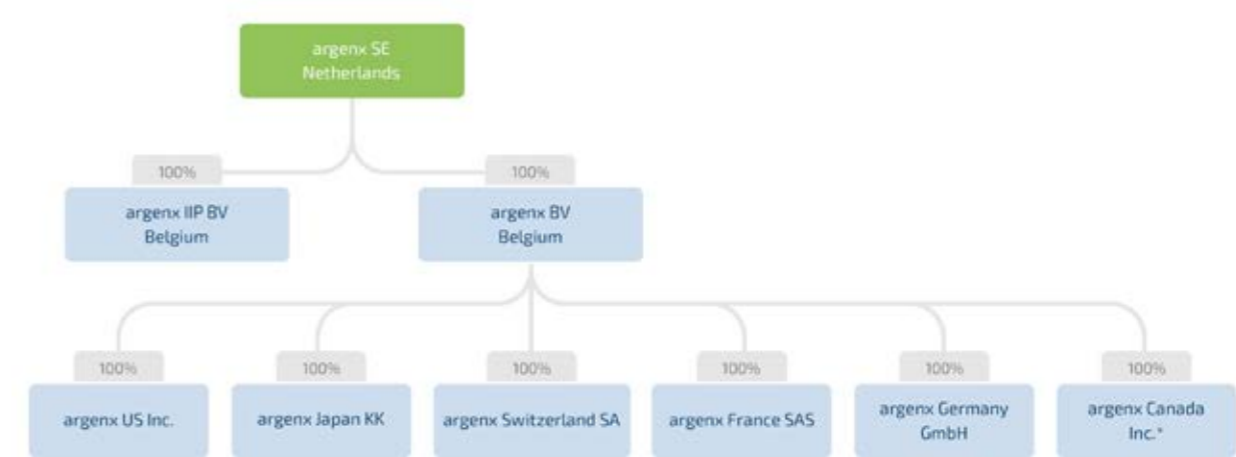 argenx SE
Netherlands
100%
100%
argenx IIP BV
Belgium
argenx BV
Belgium
100%
100%
100%
100%
100%
100%
argenx US Inc.
argenx Japan KK
argenx Switzerland SA
argenx France SAS
argenx Germany
GmbH
argenx Canada
Inc.*